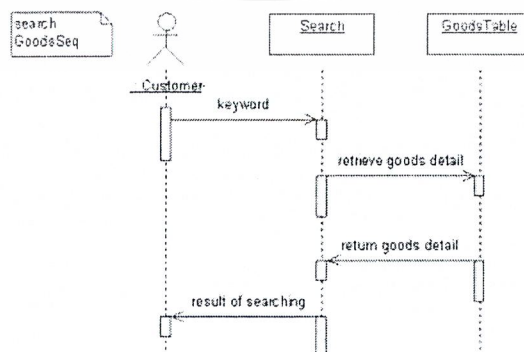 search
GoodsSeq
Search
GoodsTable
: Customer
keyword
retrieve goods detail
return goods detail
result of searching